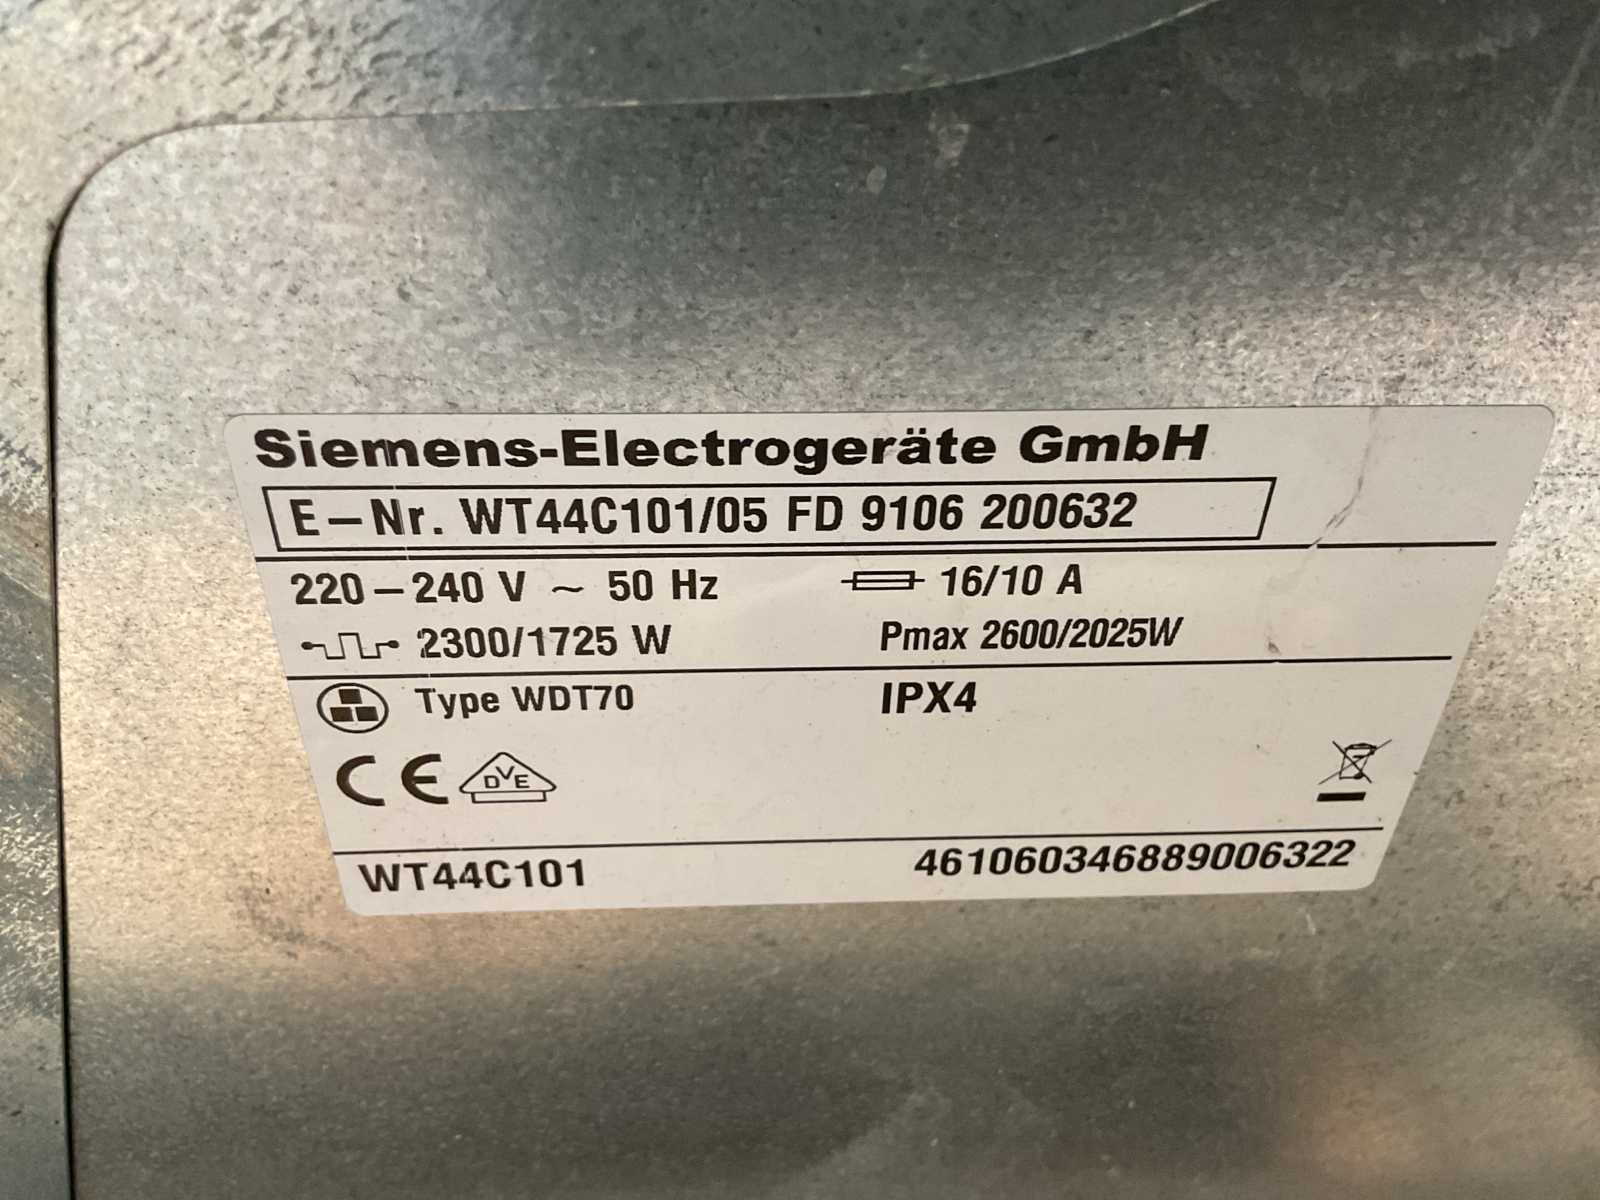 Siemens-Electrogeräte GmbH
E-Nr. WT44C101/05 FD 9106 200632
220-240 V ~ 50 Hz 16/10 A
2300/1725 W Pmax 2600/2025W
Type WDT70 IPX4
CE DVE
WT44C101 461060346889006322